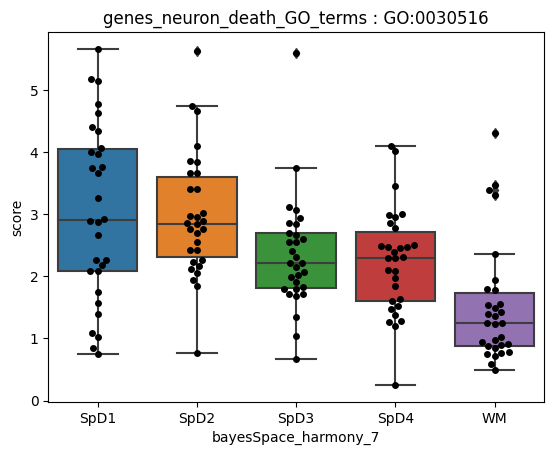 genes_neuron_death_GO_terms : GO:0030516
5
4
3
2
1
0
score
SpD1 SpD2 SpD3 SpD4 WM
bayesSpace_harmony_7